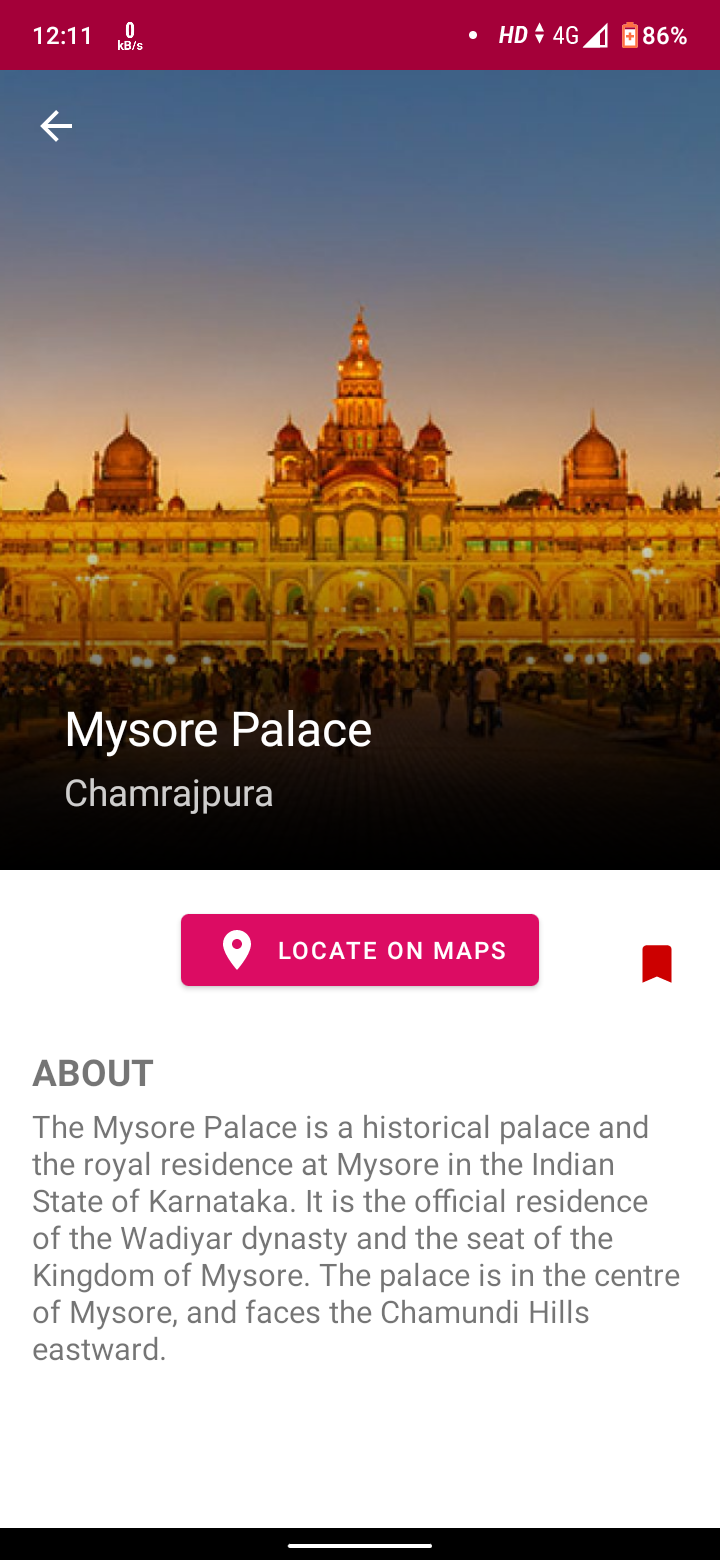 12:11 0 kB/s HD 4G 86%
Mysore Palace
Chamrajpura
LOCATE ON MAPS
ABOUT
The Mysore Palace is a historical palace and
the royal residence at Mysore in the Indian
State of Karnataka. It is the official residence
of the Wadiyar dynasty and the seat of the
Kingdom of Mysore. The palace is in the centre
of Mysore, and faces the Chamundi Hills
eastward.